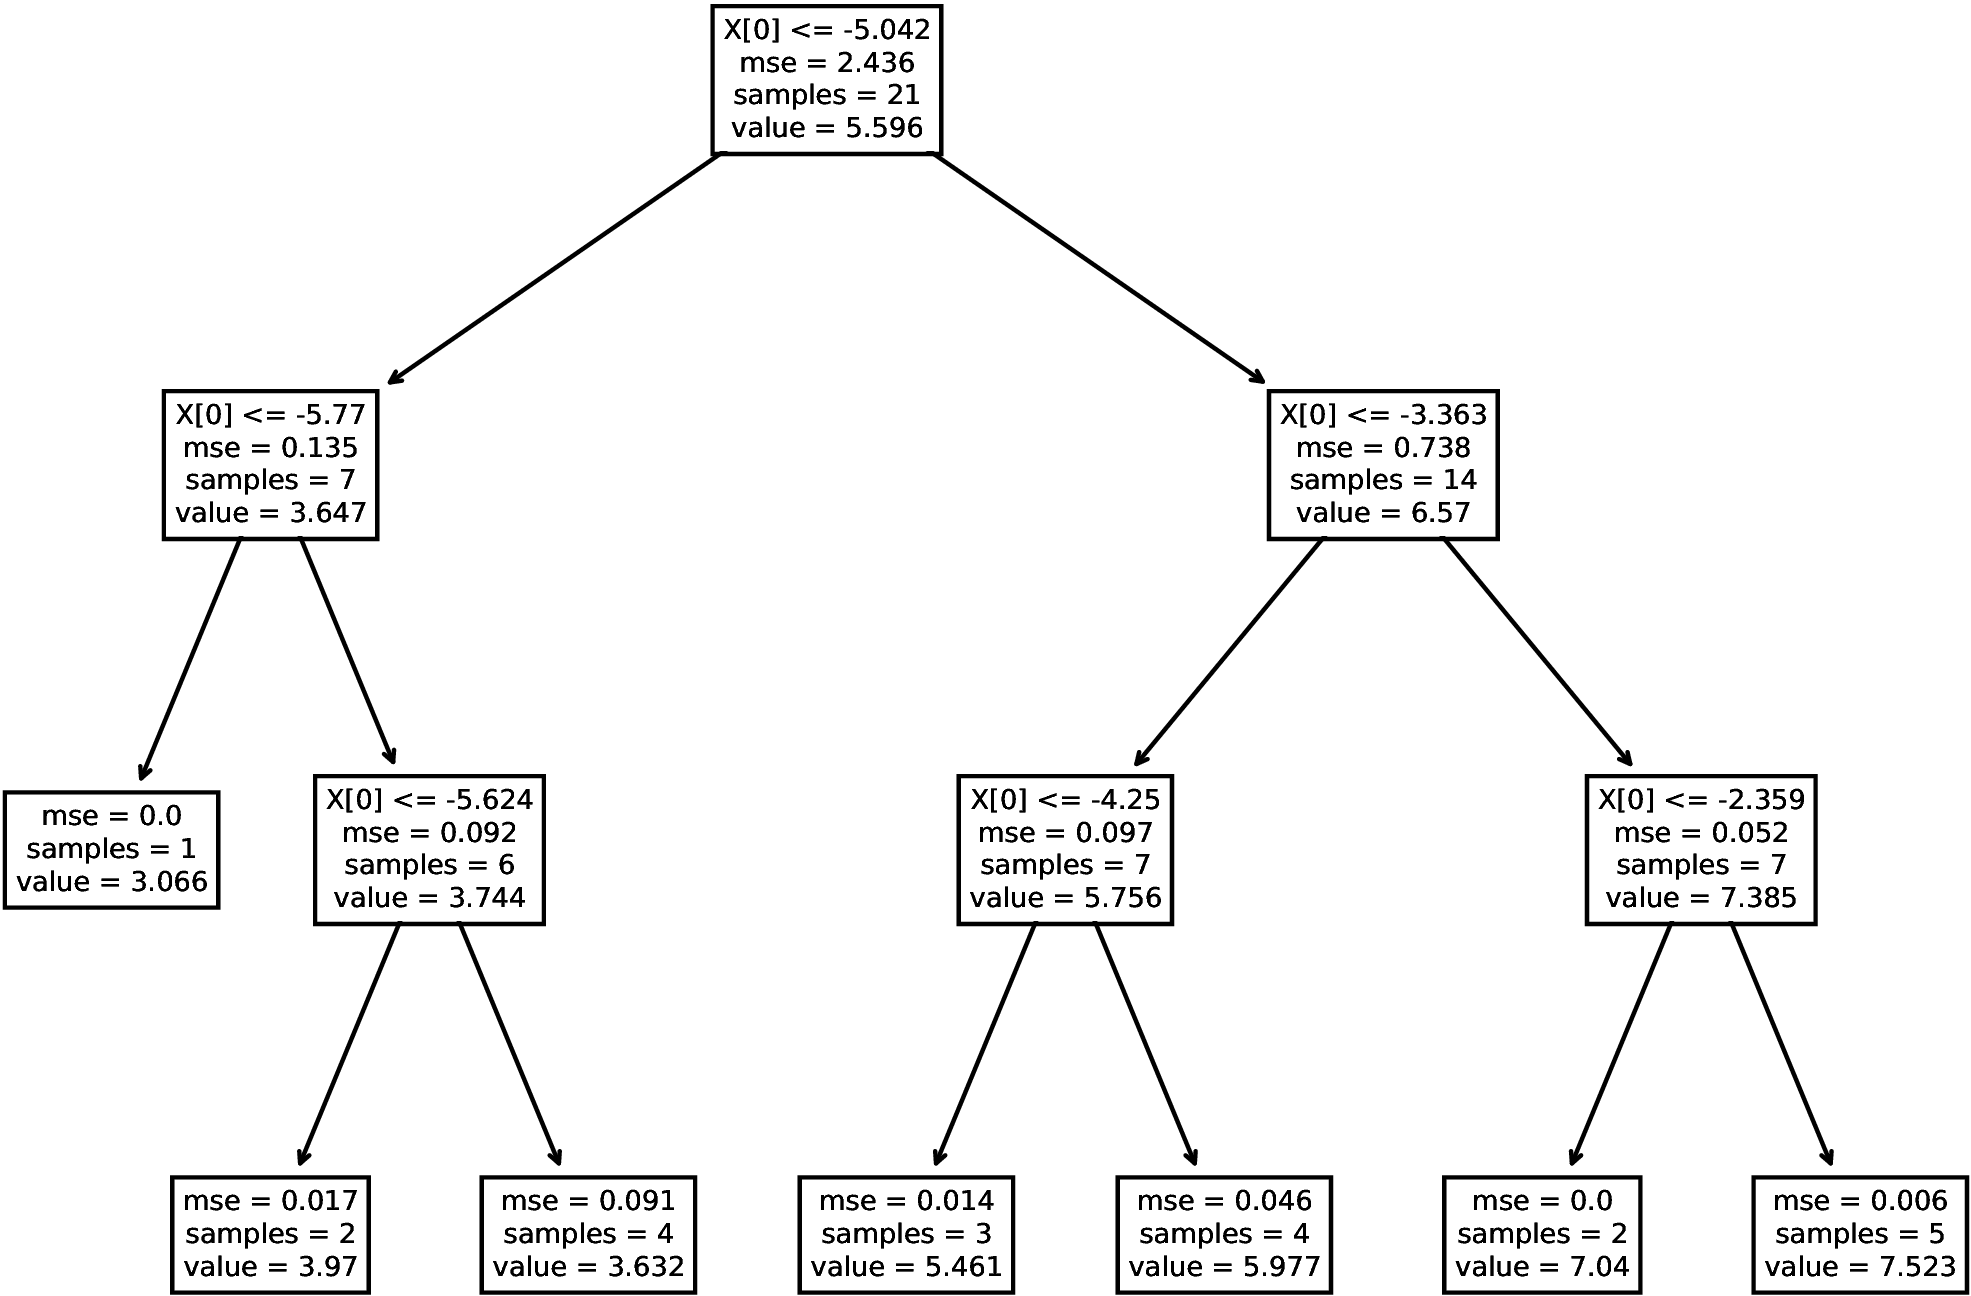 X[0] <= -5.042
mse = 2.436
samples = 21
value = 5.596
X[0] <= -5.77
mse = 0.135
samples = 7
value = 3.647
X[0] <= -3.363
mse = 0.738
samples = 14
value = 6.57
mse = 0.0
samples = 1
value = 3.066
X[0] <= -5.624
mse = 0.092
samples = 6
value = 3.744
X[0] <= -4.25
mse = 0.097
samples = 7
value = 5.756
X[0] <= -2.359
mse = 0.052
samples = 7
value = 7.385
mse = 0.017
samples = 2
value = 3.97
mse = 0.091
samples = 4
value = 3.632
mse = 0.014
samples = 3
value = 5.461
mse = 0.046
samples = 4
value = 5.977
mse = 0.0
samples = 2
value = 7.04
mse = 0.006
samples = 5
value = 7.523